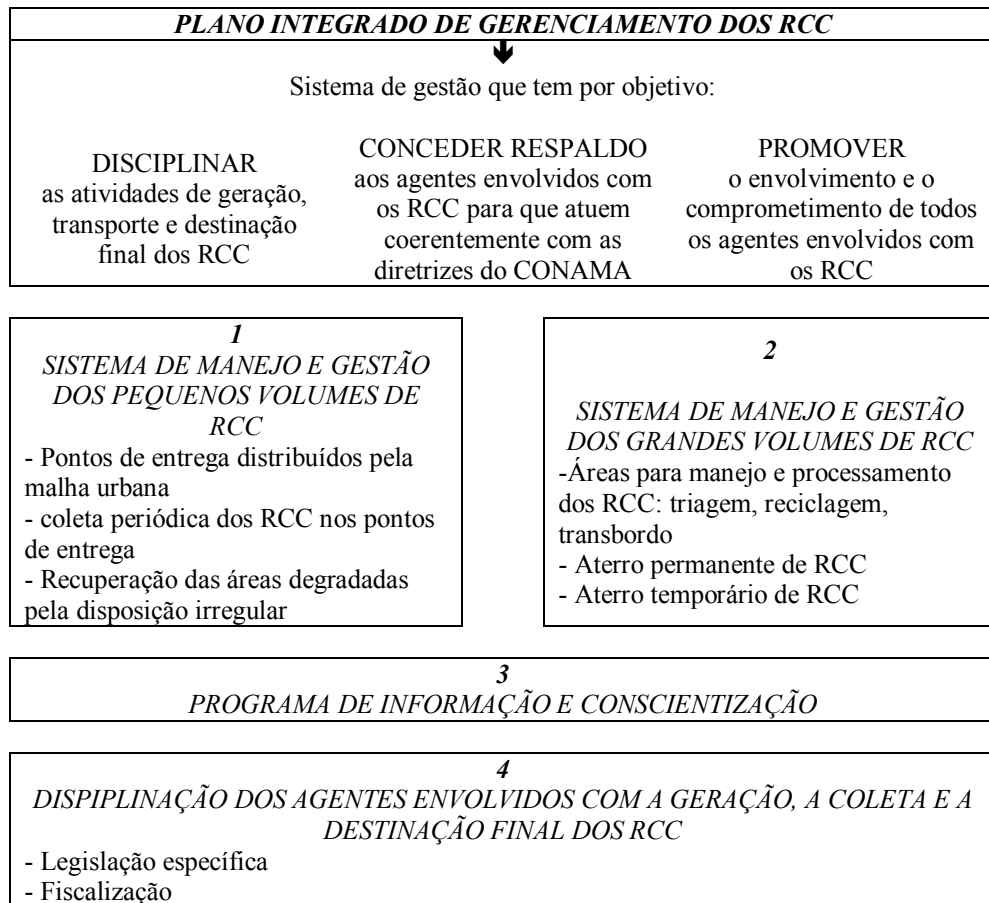 PLANO INTEGRADO DE GERENCIAMENTO DOS RCC
Sistema de gestão que tem por objetivo:
DISCIPLINAR
as atividades de geração,
transporte e destinação
final dos RCC
CONCEDER RESPALDO
aos agentes envolvidos com
os RCC para que atuem
coerentemente com as
diretrizes do CONAMA
PROMOVER
o envolvimento e o
comprometimento de todos
os agentes envolvidos com
os RCC
1
SISTEMA DE MANEJO E GESTÃO
DOS PEQUENOS VOLUMES DE
RCC
- Pontos de entrega distribuídos pela
malha urbana
- coleta periódica dos RCC nos pontos
de entrega
- Recuperação das áreas degradadas
pela disposição irregular
2
SISTEMA DE MANEJO E GESTÃO
DOS GRANDES VOLUMES DE RCC
-Áreas para manejo e processamento
dos RCC: triagem, reciclagem,
transbordo
- Aterro permanente de RCC
- Aterro temporário de RCC
3
PROGRAMA DE INFORMAÇÃO E CONSCIENTIZAÇÃO
4
DISPIPLINAÇÃO DOS AGENTES ENVOLVIDOS COM A GERAÇÃO, A COLETA E A
DESTINAÇÃO FINAL DOS RCC
- Legislação específica
- Fiscalização